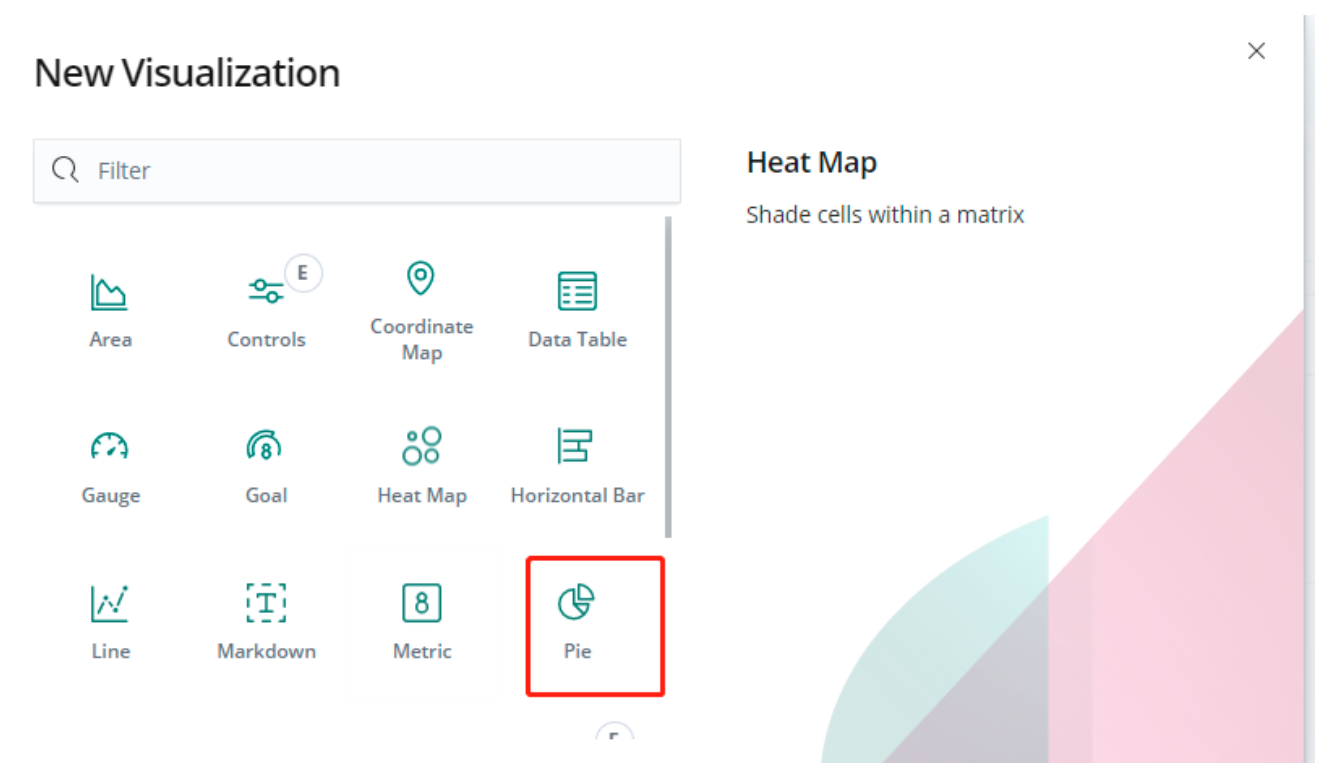 New Visualization
Filter
E
Area
Controls
Coordinate
Map
Data Table
8
Gauge
Goal
Heat Map
Horizontal Bar
T
8
Line
Markdown
Metric
Pie
Heat Map
Shade cells within a matrix